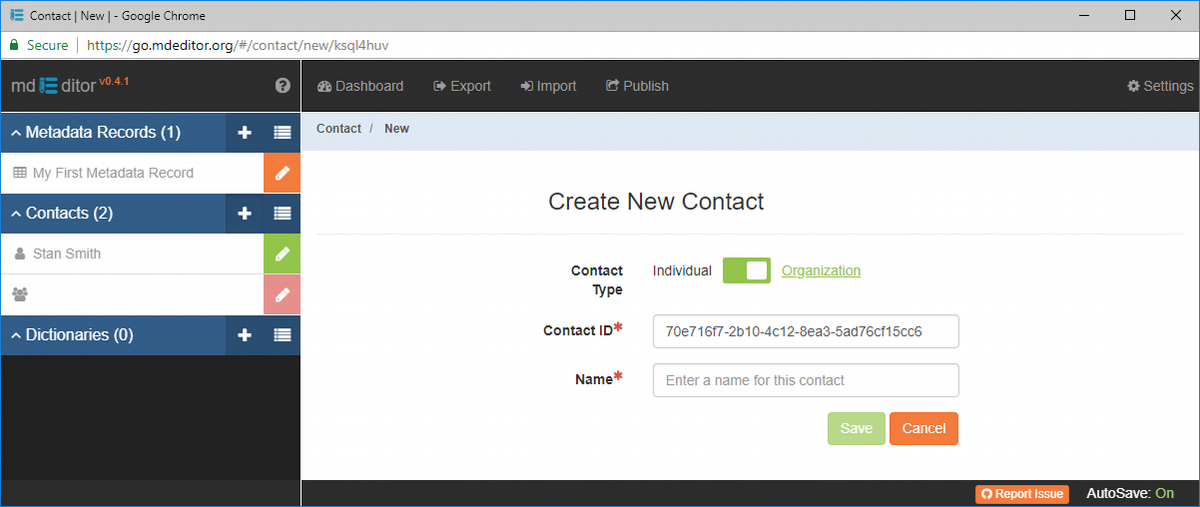 Contact | New | - Google Chrome
Secure https://go.mdeditor.org/#/contact/new/ksql4huv
md ditor v0.4.1
Dashboard Export Import Publish Settings
Metadata Records (1)
Contact / New
My First Metadata Record
Create New Contact
Contacts (2)
Stan Smith
Contact Type Individual Organization
Dictionaries (0)
Contact ID* 70e716f7-2b10-4c12-8ea3-5ad76cf15cc6
Name* Enter a name for this contact
Save Cancel
Report Issue AutoSave: On